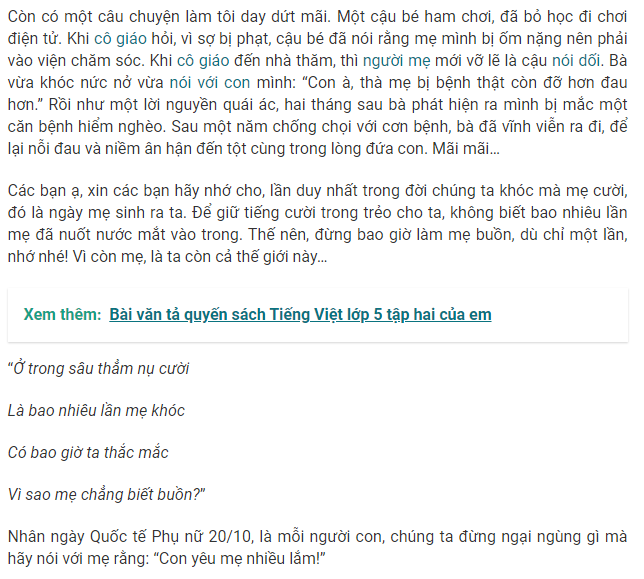 Còn có một câu chuyện làm tôi day dứt mãi. Một cậu bé ham chơi, đã bỏ học đi chơi
điện tử. Khi cô giáo hỏi, vì sợ bị phạt, cậu bé đã nói rằng mẹ mình bị ốm nặng nên phải
vào viện chăm sóc. Khi cô giáo đến nhà thăm, thì người mẹ mới vỡ lẽ là cậu nói dối. Bà
vừa khóc nức nở vừa nói với con mình: “Con à, thà mẹ bị bệnh thật còn đỡ hơn đau
hơn.” Rồi như một lời nguyền quái ác, hai tháng sau bà phát hiện ra mình bị mắc một
căn bệnh hiểm nghèo. Sau một năm chống chọi với cơn bệnh, bà đã vĩnh viễn ra đi, để
lại nỗi đau và niềm ân hận đến tột cùng trong lòng đứa con. Mãi mãi…
Các bạn ạ, xin các bạn hãy nhớ cho, lần duy nhất trong đời chúng ta khóc mà mẹ cười,
đó là ngày mẹ sinh ra ta. Để giữ tiếng cười trong trẻo cho ta, không biết bao nhiêu lần
mẹ đã nuốt nước mắt vào trong. Thế nên, đừng bao giờ làm mẹ buồn, dù chỉ một lần,
nhớ nhé! Vì còn mẹ, là ta còn cả thế giới này…
Xem thêm: Bài văn tả quyển sách Tiếng Việt lớp 5 tập hai của em
“Ở trong sâu thẳm nụ cười
Là bao nhiêu lần mẹ khóc
Có bao giờ ta thắc mắc
Vì sao mẹ chẳng biết buồn?”
Nhân ngày Quốc tế Phụ nữ 20/10, là mỗi người con, chúng ta đừng ngại ngùng gì mà
hãy nói với mẹ rằng: “Con yêu mẹ nhiều lắm!”